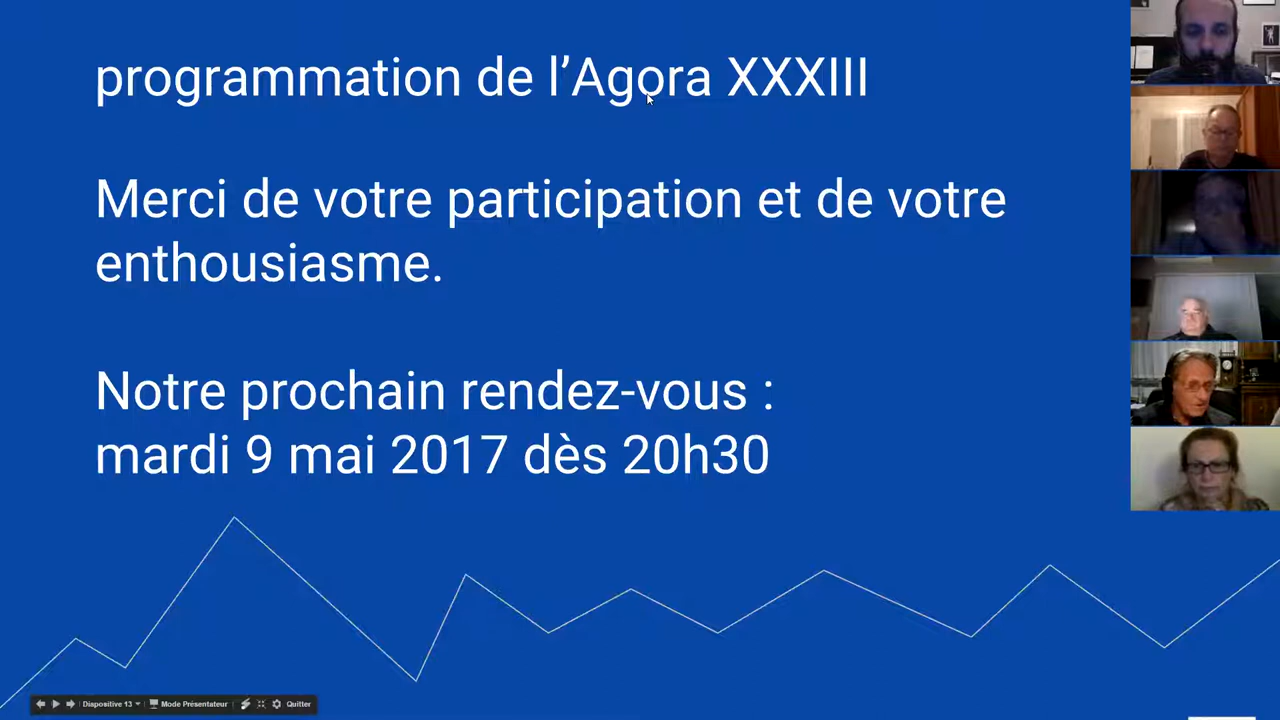 programmation de l’Agora XXXIII
Merci de votre participation et de votre
enthousiasme.
Notre prochain rendez-vous :
mardi 9 mai 2017 dès 20h30
Diapositive 13
Mode Présentateur
Quitter